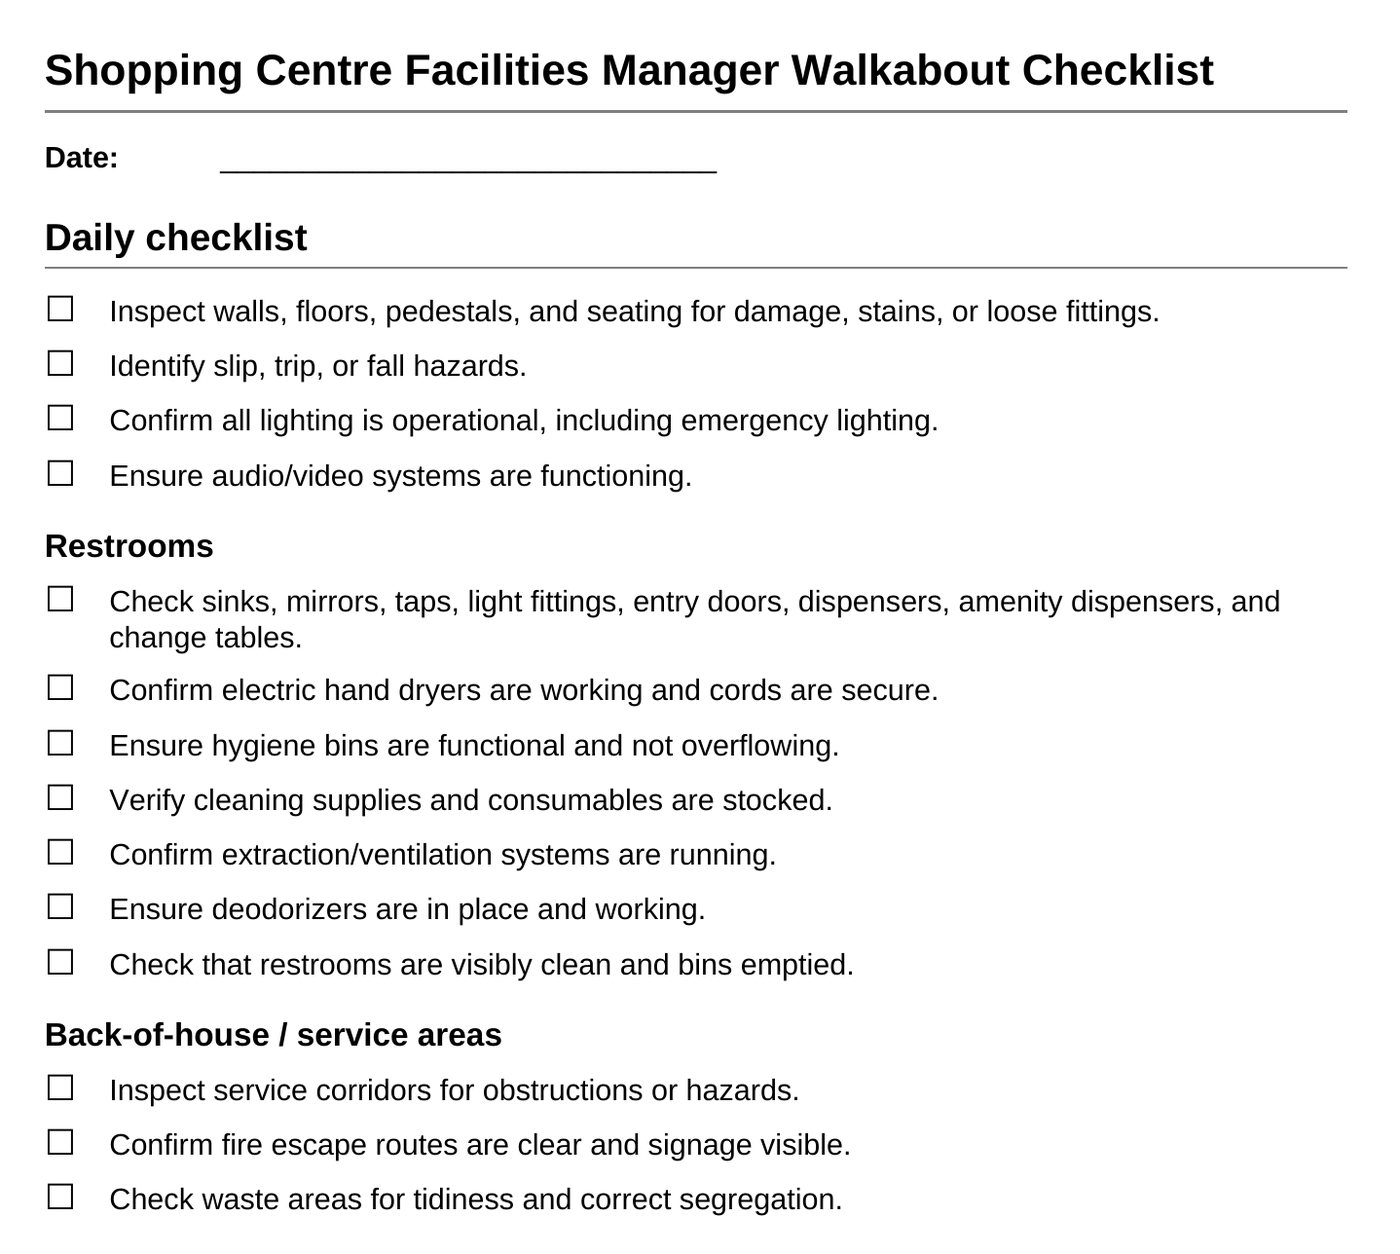 Shopping Centre Facilities Manager Walkabout Checklist
Date: ______________________________
Daily checklist
☐ Inspect walls, floors, pedestals, and seating for damage, stains, or loose fittings.
☐ Identify slip, trip, or fall hazards.
☐ Confirm all lighting is operational, including emergency lighting.
☐ Ensure audio/video systems are functioning.
Restrooms
☐ Check sinks, mirrors, taps, light fittings, entry doors, dispensers, amenity dispensers, and
change tables.
☐ Confirm electric hand dryers are working and cords are secure.
☐ Ensure hygiene bins are functional and not overflowing.
☐ Verify cleaning supplies and consumables are stocked.
☐ Confirm extraction/ventilation systems are running.
☐ Ensure deodorizers are in place and working.
☐ Check that restrooms are visibly clean and bins emptied.
Back-of-house / service areas
☐ Inspect service corridors for obstructions or hazards.
☐ Confirm fire escape routes are clear and signage visible.
☐ Check waste areas for tidiness and correct segregation.